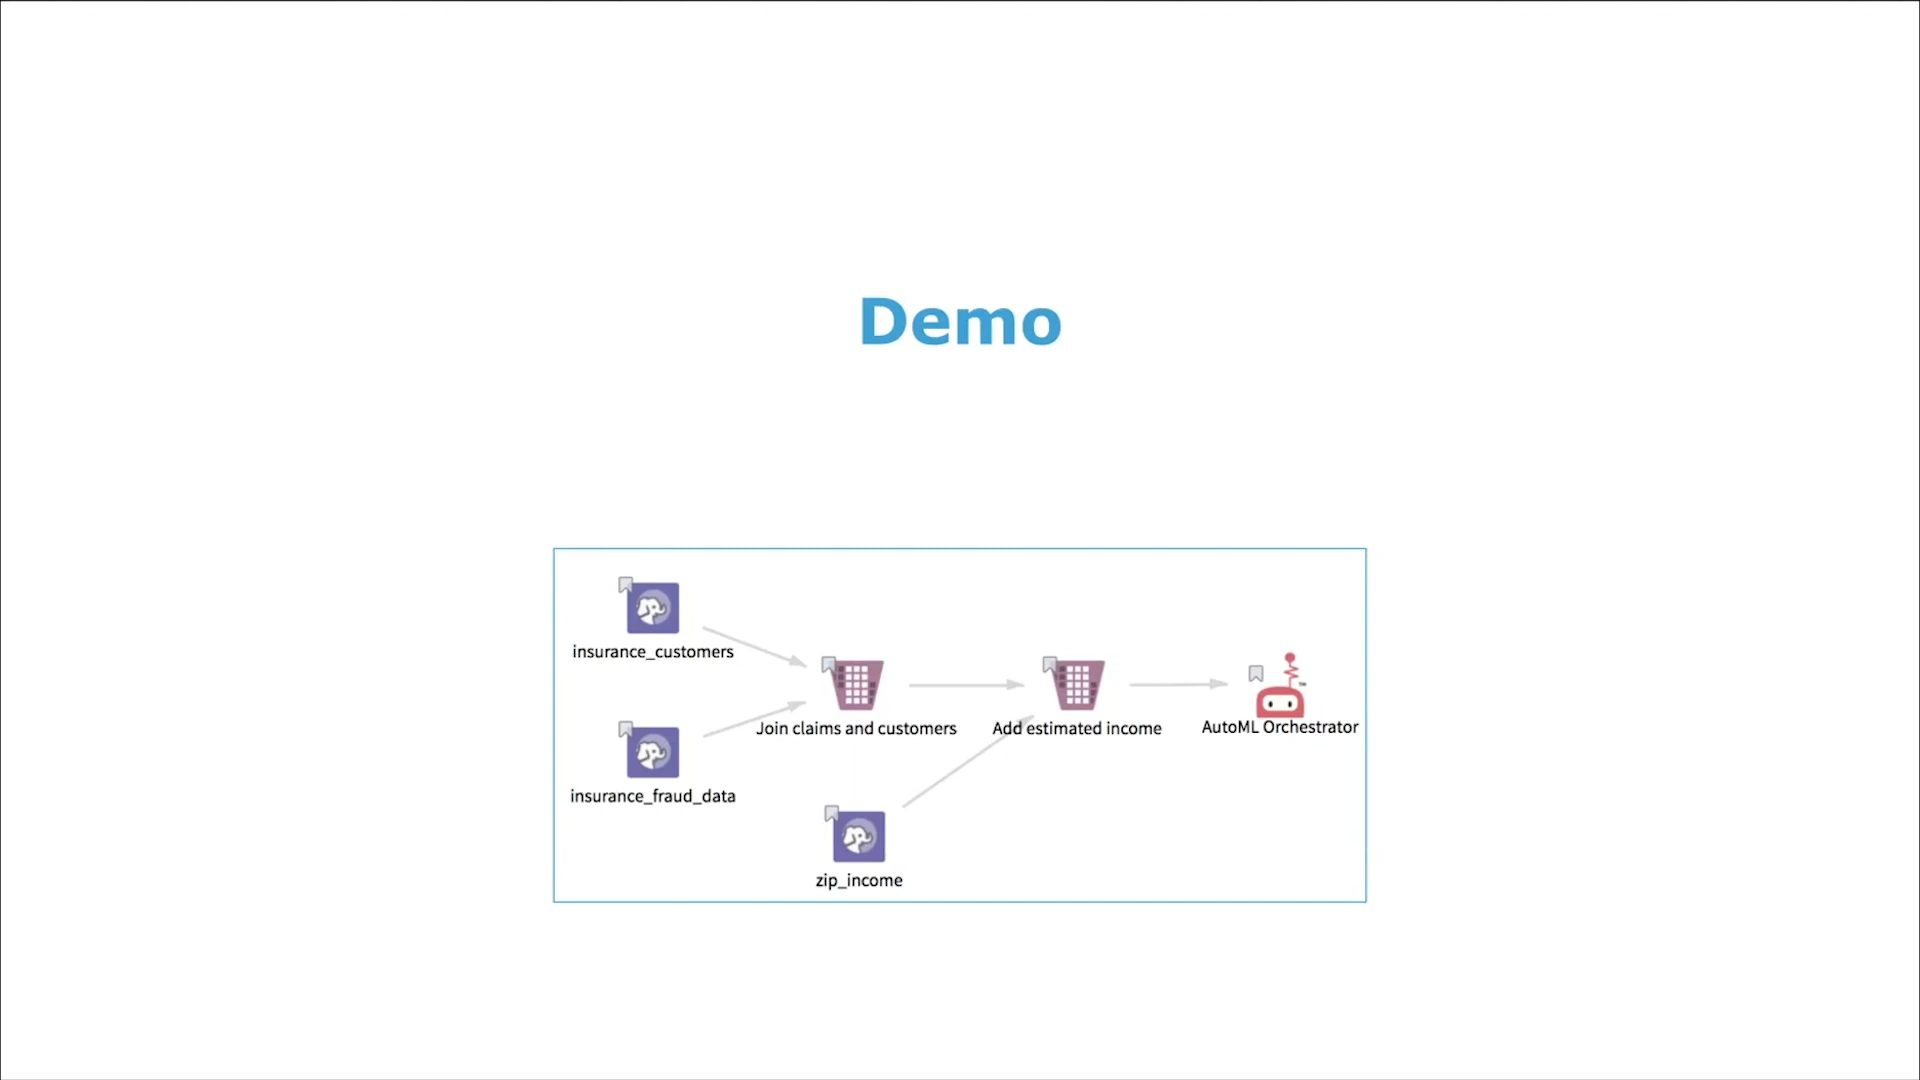 Demo
insurance_customers
Join claims and customers
Add estimated income
AutoML Orchestrator
insurance_fraud_data
zip_income